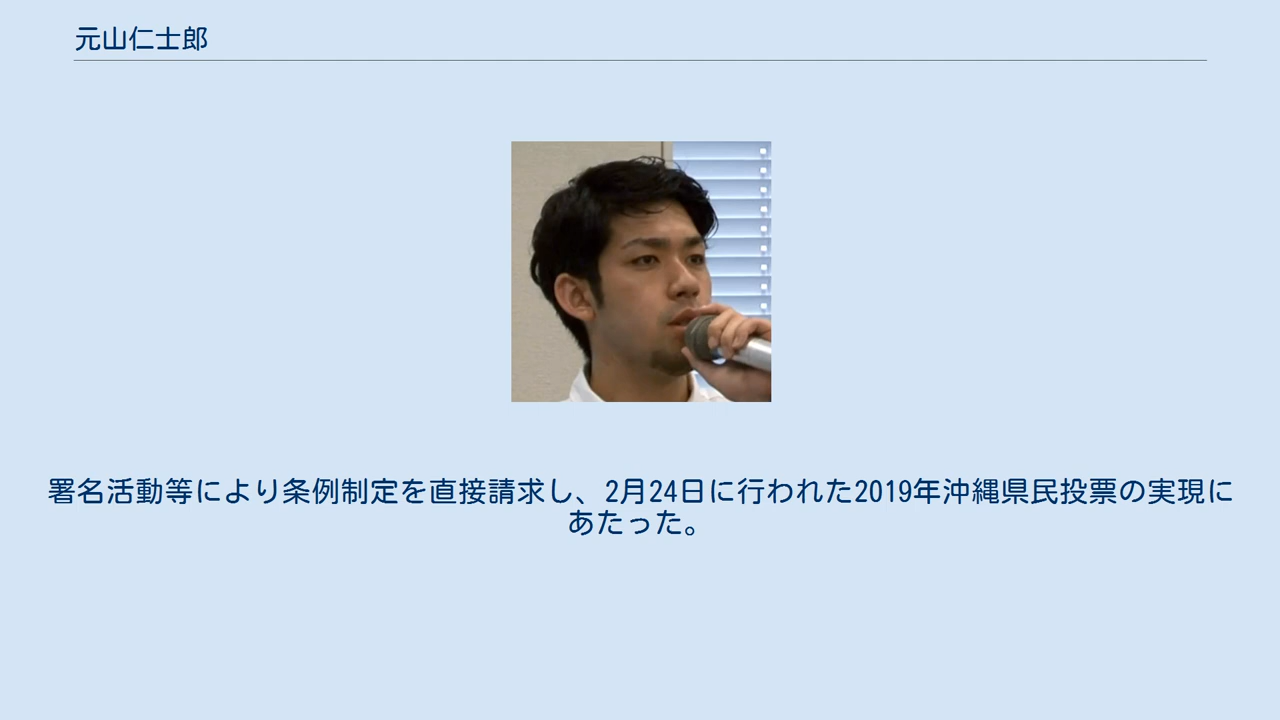 元山仁士郎
署名活動等により条例制定を直接請求し、2月24日に行われた2019年沖縄県民投票の実現に
あたった。